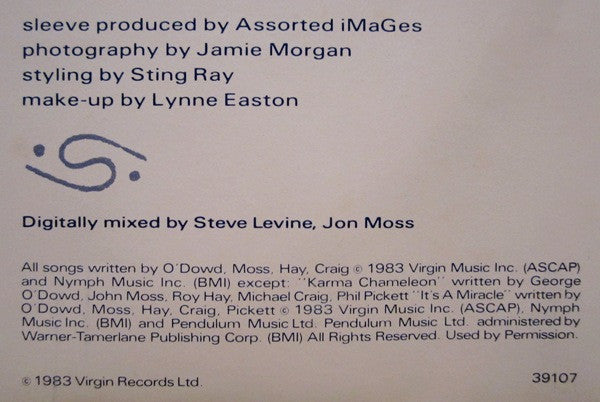 sleeve produced by Assorted iMaGes
photography by Jamie Morgan
styling by Sting Ray
make-up by Lynne Easton
Digitally mixed by Steve Levine, Jon Moss
All songs written by O'Dowd, Moss, Hay, Craig © 1983 Virgin Music Inc. (ASCAP)
and Nymph Music Inc. (BMI) except: "Karma Chameleon" written by George
O'Dowd, John Moss, Roy Hay, Michael Craig, Phil Pickett "It's A Miracle" written by
O'Dowd, Moss, Hay, Craig, Pickett © 1983 Virgin Music Inc. (ASCAP), Nymph
Music Inc. (BMI) and Pendulum Music Ltd. Pendulum Music Ltd. administered by
Warner-Tamerlane Publishing Corp. (BMI) All Rights Reserved. Used by Permission.
© 1983 Virgin Records Ltd.
39107